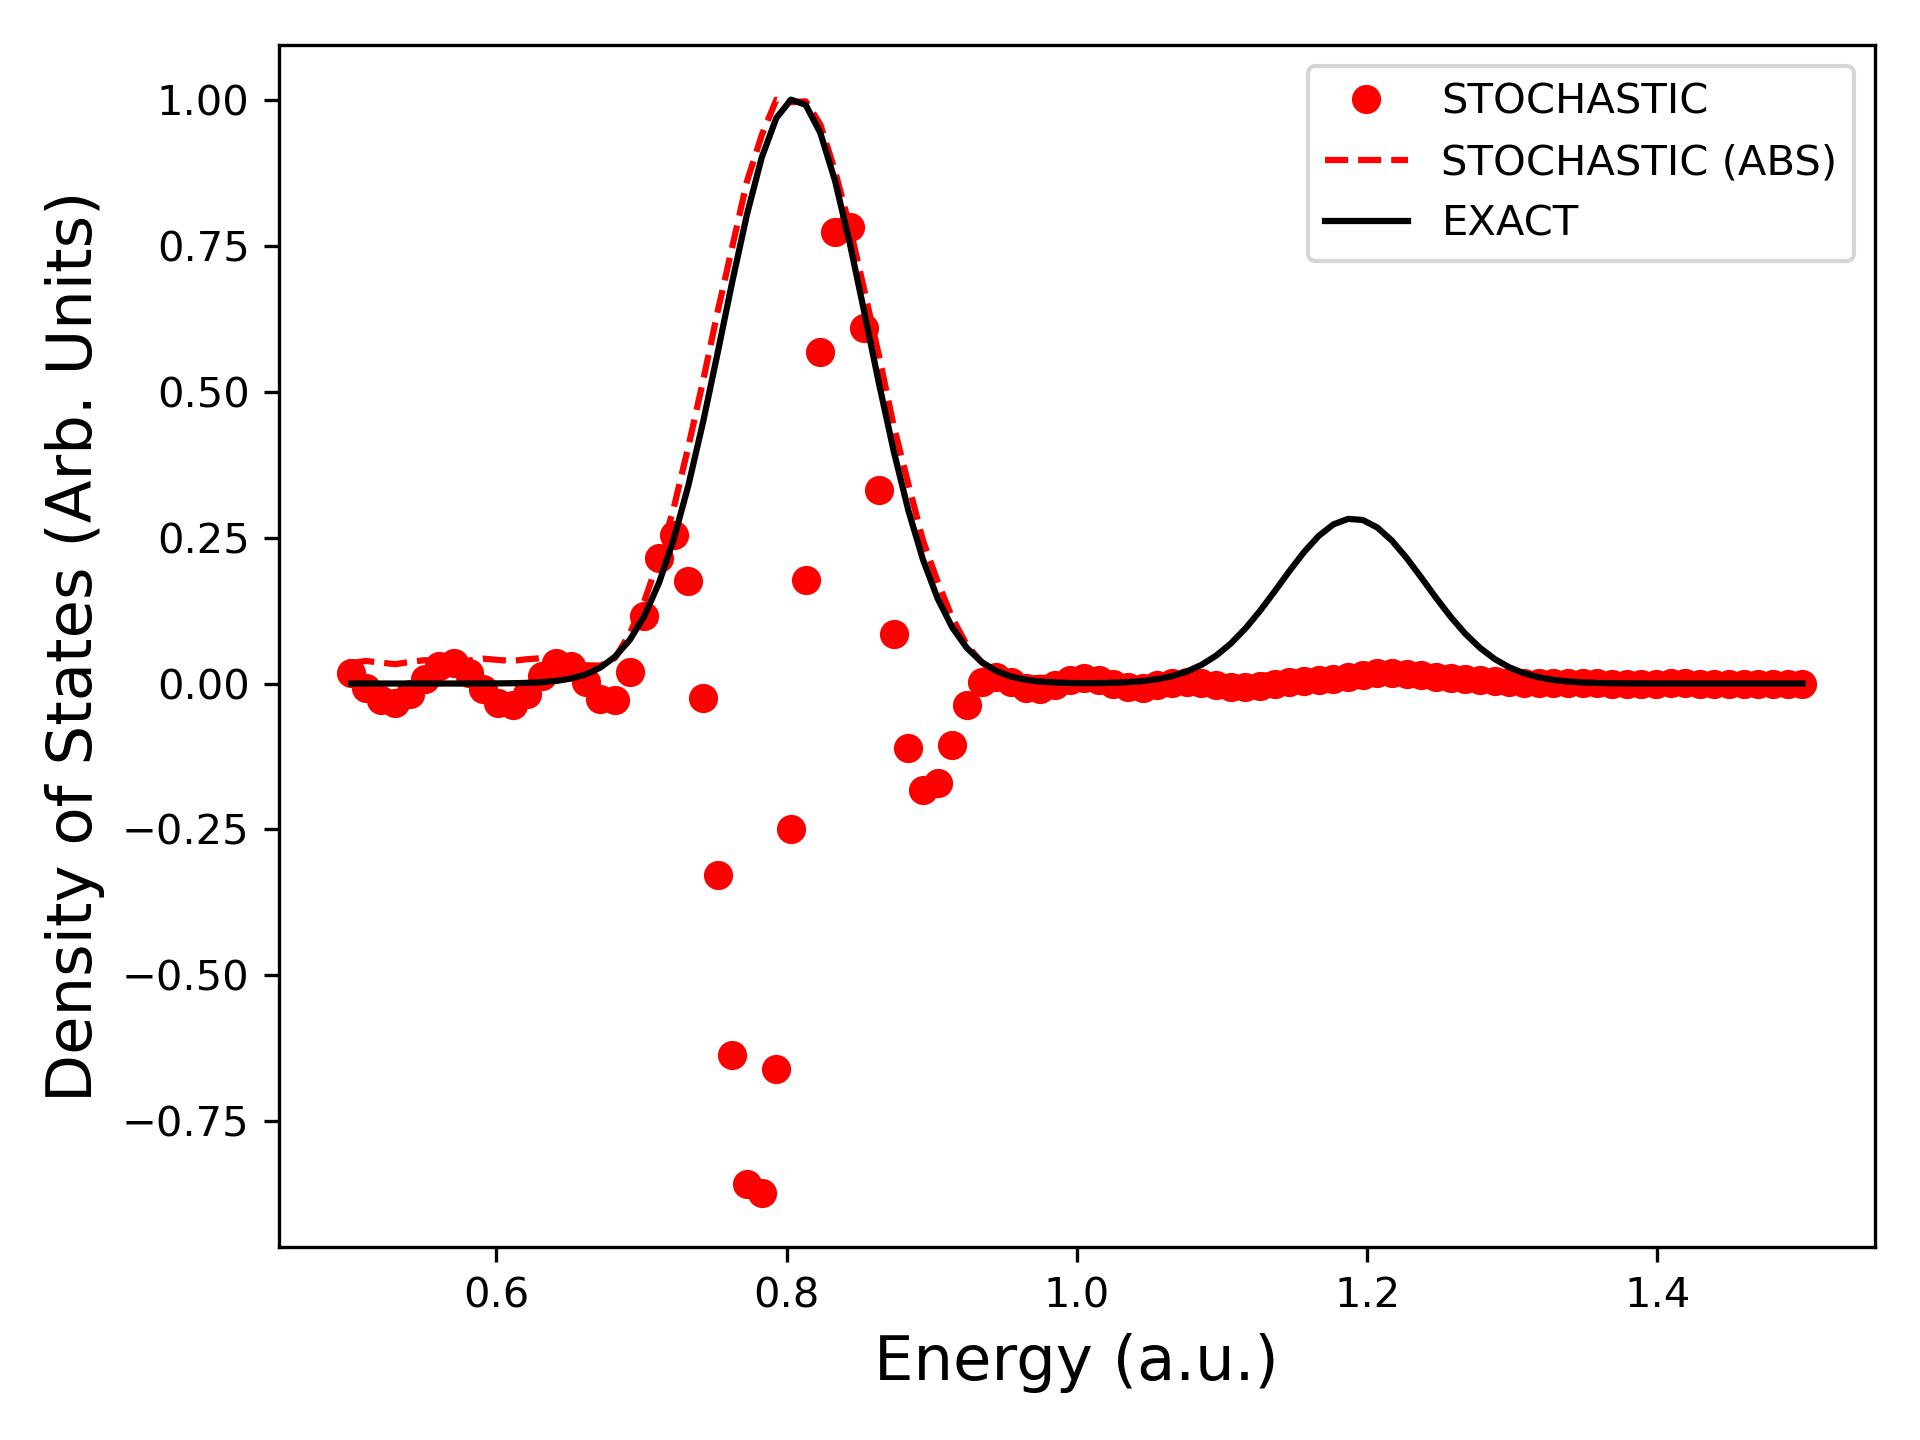 STOCHASTIC
STOCHASTIC (ABS)
EXACT
Density of States (Arb. Units)
1.00
0.75
0.50
0.25
0.00
−0.25
−0.50
−0.75
0.6 0.8 1.0 1.2 1.4
Energy (a.u.)